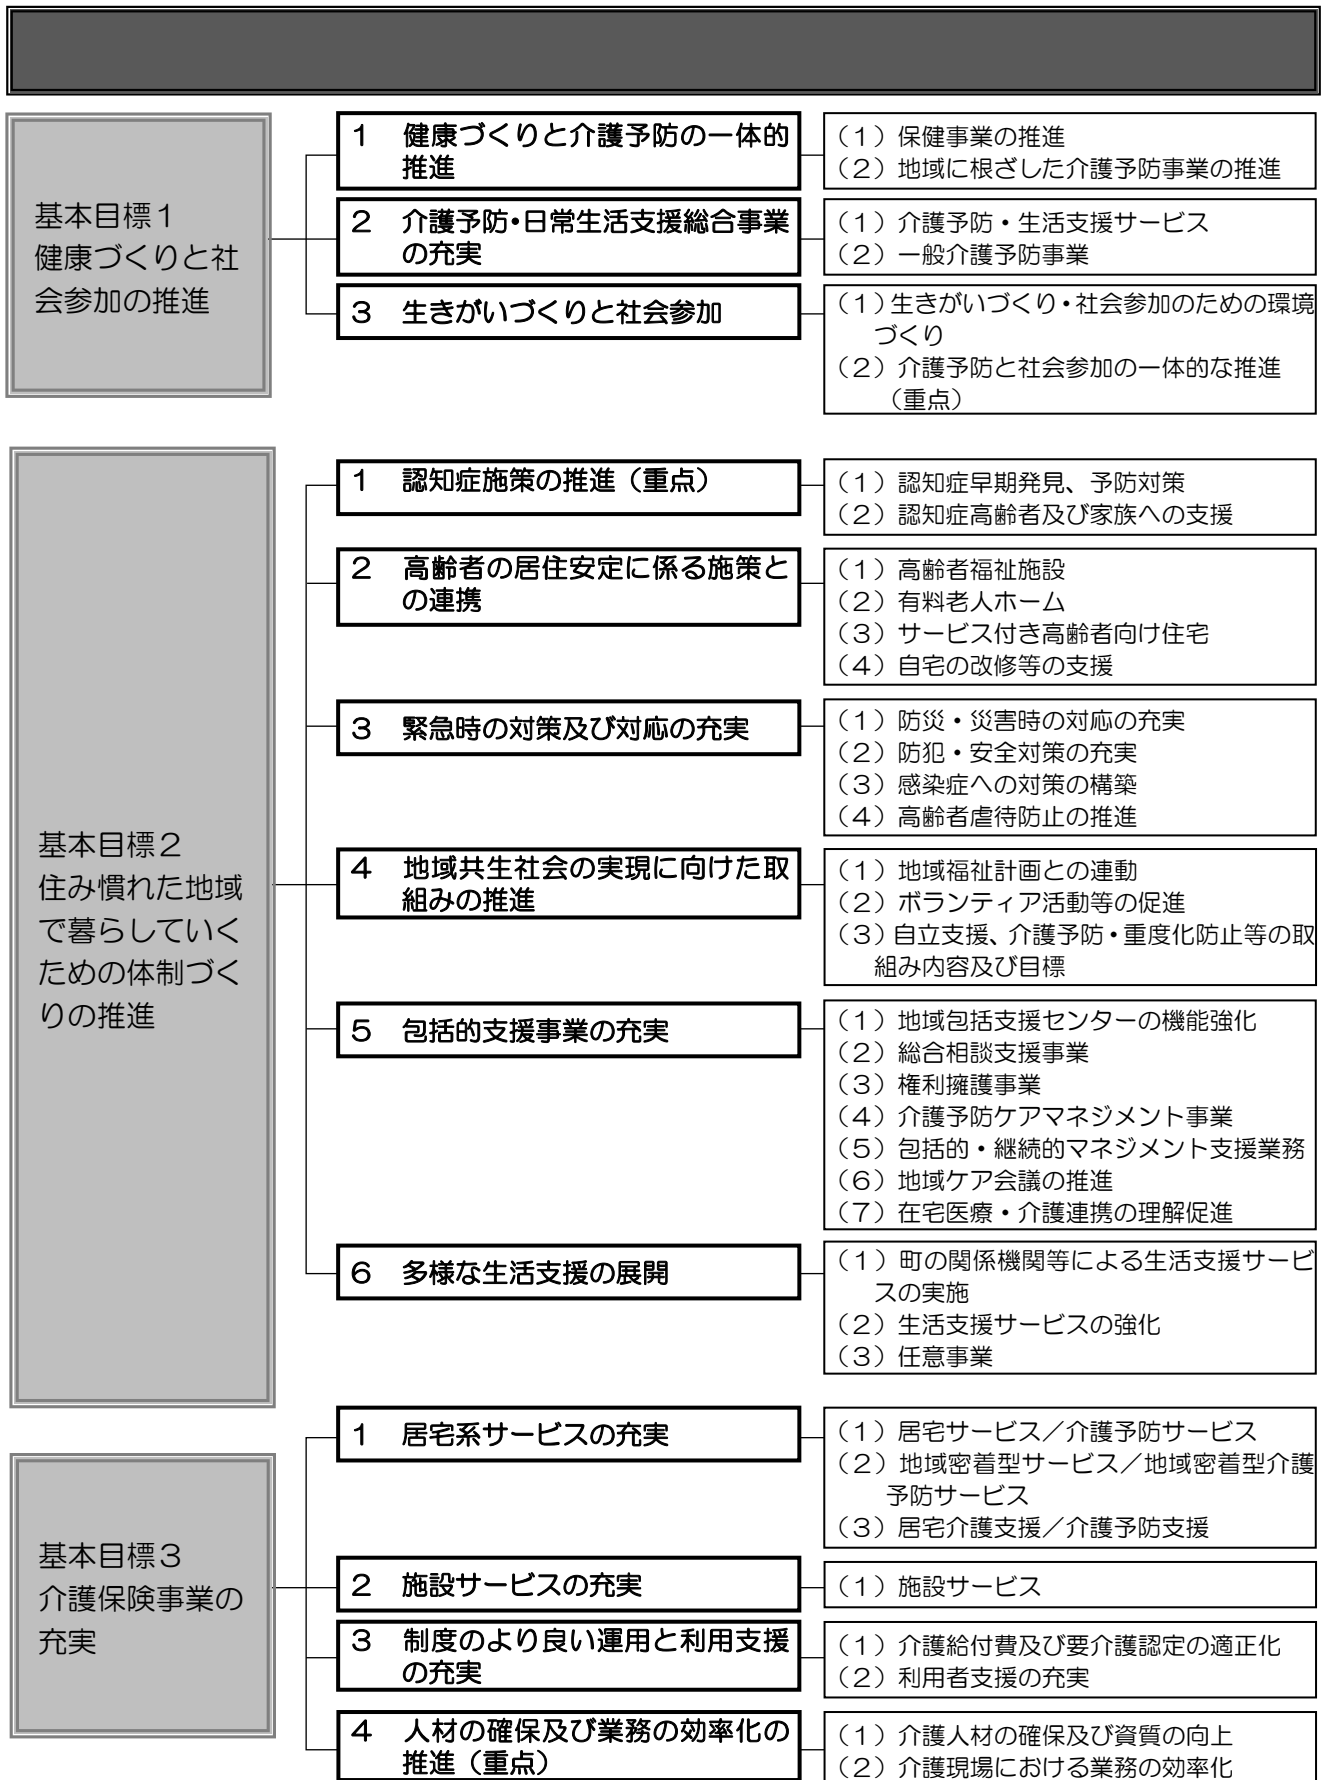 基本目標１
健康づくりと社
会参加の推進
１　健康づくりと介護予防の一体的
推進
（１）保健事業の推進
（２）地域に根ざした介護予防事業の推進
２　介護予防・日常生活支援総合事業
の充実
（１）介護予防・生活支援サービス
（２）一般介護予防事業
３　生きがいづくりと社会参加
（１）生きがいづくり・社会参加のための環境
づくり
（２）介護予防と社会参加の一体的な推進
（重点）
基本目標２
住み慣れた地域
で暮らしていく
ための体制づく
りの推進
１　認知症施策の推進（重点）
（１）認知症早期発見、予防対策
（２）認知症高齢者及び家族への支援
２　高齢者の居住安定に係る施策と
の連携
（１）高齢者福祉施設
（２）有料老人ホーム
（３）サービス付き高齢者向け住宅
（４）自宅の改修等の支援
３　緊急時の対策及び対応の充実
（１）防災・災害時の対応の充実
（２）防犯・安全対策の充実
（３）感染症への対策の構築
（４）高齢者虐待防止の推進
４　地域共生社会の実現に向けた取
組みの推進
（１）地域福祉計画との連動
（２）ボランティア活動等の促進
（３）自立支援、介護予防・重度化防止等の取
組み内容及び目標
５　包括的支援事業の充実
（１）地域包括支援センターの機能強化
（２）総合相談支援事業
（３）権利擁護事業
（４）介護予防ケアマネジメント事業
（５）包括的・継続的マネジメント支援業務
（６）地域ケア会議の推進
（７）在宅医療・介護連携の理解促進
６　多様な生活支援の展開
（１）町の関係機関等による生活支援サービ
スの実施
（２）生活支援サービスの強化
（３）任意事業
基本目標３
介護保険事業の
充実
１　居宅系サービスの充実
（１）居宅サービス／介護予防サービス
（２）地域密着型サービス／地域密着型介護
予防サービス
（３）居宅介護支援／介護予防支援
２　施設サービスの充実
（１）施設サービス
３　制度のより良い運用と利用支援
の充実
（１）介護給付費及び要介護認定の適正化
（２）利用者支援の充実
４　人材の確保及び業務の効率化の
推進（重点）
（１）介護人材の確保及び資質の向上
（２）介護現場における業務の効率化